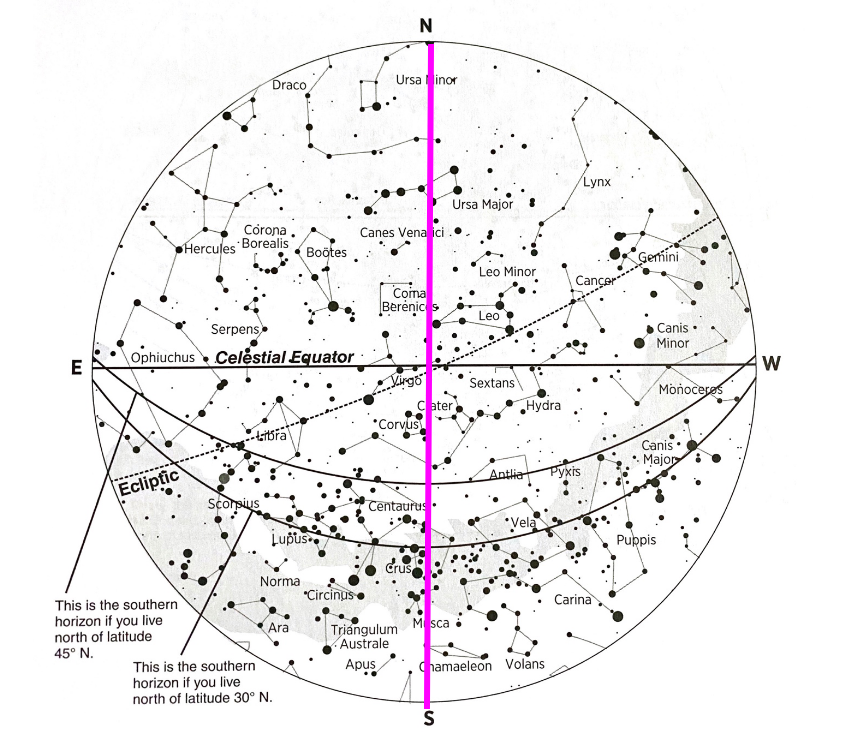 N
Draco
Ursa Minor
Lynx
Ursa Major
Canes Venatici
Corona
Borealis
Hercules
Boötes
Gemini
Leo Minor
Cancer
Coma
Berenices
Leo
Serpens
Canis
Minor
Ophiuchus
Celestial Equator
E
W
Virgo
Sextans
Monoceros
Crater
Hydra
Corvus
Libra
Canis
Major
Antlia
Pyxis
Ecliptic
Scorpius
Centaurus
Vela
Lupus
Puppis
Crus
Norma
Circinus
Carina
This is the southern
horizon if you live
north of latitude
45° N.
Ara
Triangulum
Australe
Musca
Apus
Chamaeleon
Volans
This is the southern
horizon if you live
north of latitude 30° N.
S